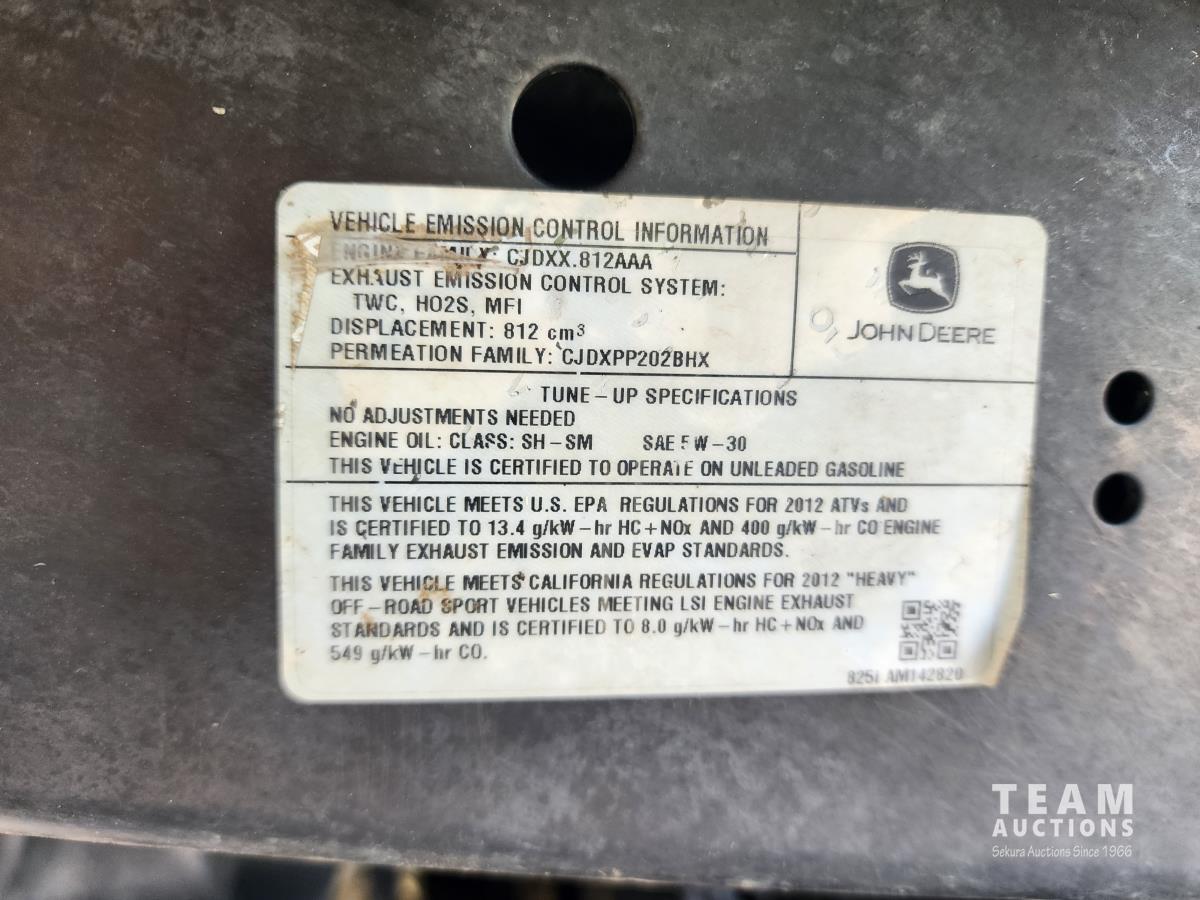 VEHICLE EMISSION CONTROL INFORMATION
ENGINE FAMILY: CJDXX.812AAA
EXHAUST EMISSION CONTROL SYSTEM:
TWC, HO2S, MFI
DISPLACEMENT: 812 cm³
PERMEATION FAMILY: CJDXPP202BHX
JOHN DEERE
TUNE-UP SPECIFICATIONS
NO ADJUSTMENTS NEEDED
ENGINE OIL: CLASS: SH-SM SAE 5W-30
THIS VEHICLE IS CERTIFIED TO OPERATE ON UNLEADED GASOLINE
THIS VEHICLE MEETS U.S. EPA REGULATIONS FOR 2012 ATVs AND
IS CERTIFIED TO 13.4 g/kW-hr HC+NOx AND 400 g/kW-hr CO ENGINE
FAMILY EXHAUST EMISSION AND EVAP STANDARDS.
THIS VEHICLE MEETS CALIFORNIA REGULATIONS FOR 2012 "HEAVY"
OFF-ROAD SPORT VEHICLES MEETING LSI ENGINE EXHAUST
STANDARDS AND IS CERTIFIED TO 8.0 g/kW-hr HC+NOx AND
549 g/kW-hr CO.
825I AM142820
TEAM
AUCTIONS
Sekura Auctions Since 1966